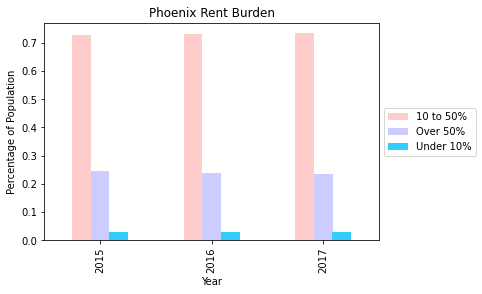 Phoenix Rent Burden
Percentage of Population
0.7
0.6
0.5
0.4
0.3
0.2
0.1
0.0
2015
2016
2017
Year
10 to 50%
Over 50%
Under 10%